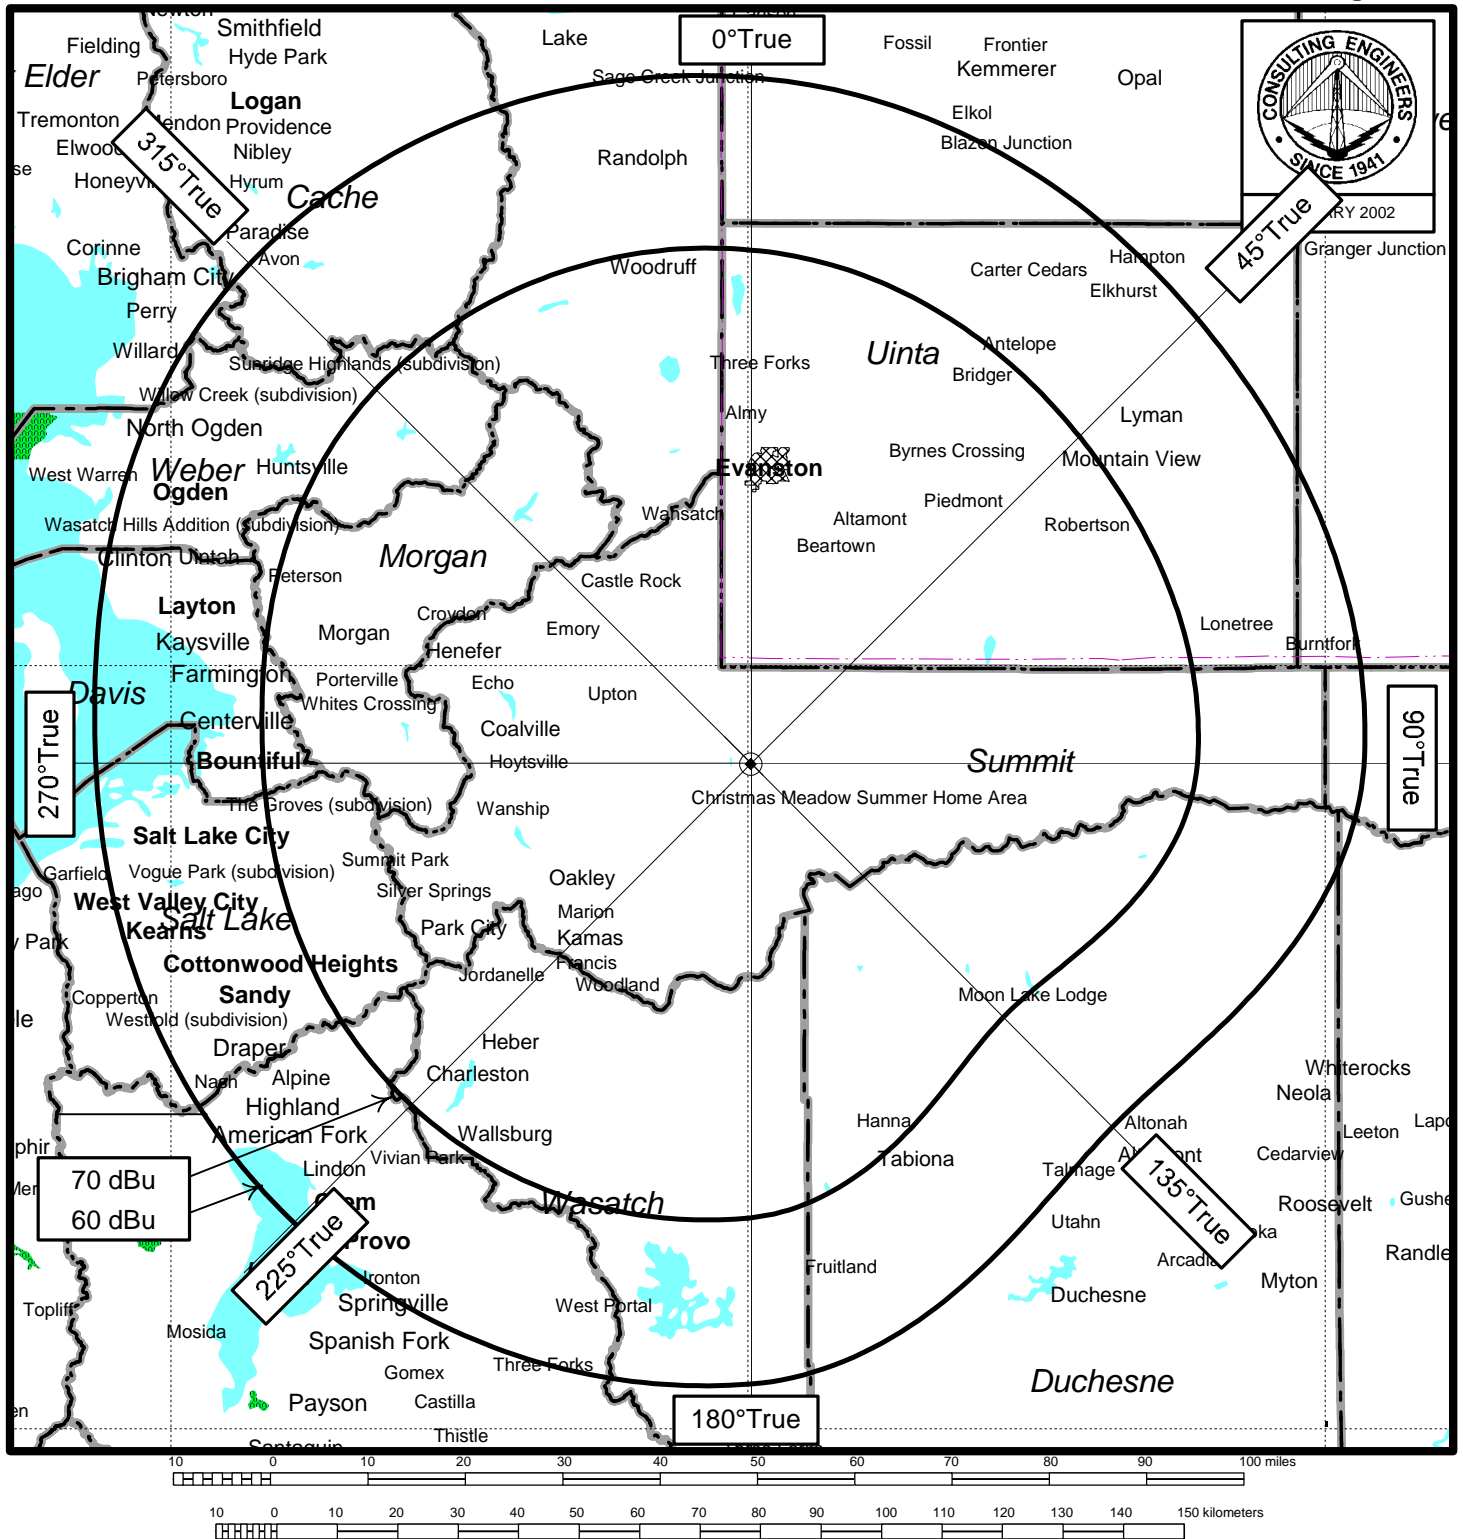 Smithfield
Lake
0°True
Fossil
Frontier
Fielding
Hyde Park
Kemmerer
Elder
Petersboro
Sage Creek Junction
Opal
CONSULTING ENGINEERS
SINCE 1941
RY 2002
Logan
Elkol
Tremonton
Mendon
Providence
Blazon Junction
Nibley
315°True
Randolph
Hyrum
Cache
45°True
Paradise
Corinne
Avon
Hampton
Granger Junction
Brigham City
Woodruff
Carter Cedars
Elkhurst
Perry
Willard
Antelope
Uinta
Sunridge Highlands (subdivision)
Three Forks
Bridger
Willow Creek (subdivision)
Almy
Lyman
North Ogden
Byrnes Crossing
Mountain View
West Warren
Weber
Huntsville
Evanston
Ogden
Piedmont
Wasatch Hills Addition (subdivision)
Wahsatch
Altamont
Robertson
Beartown
Clinton
Uintah
Morgan
Peterson
Castle Rock
Layton
Croydon
Lonetree
Kaysville
Morgan
Emory
Burntfork
Henefer
Farmington
Porterville
Echo
Upton
Davis
Whites Crossing
Centerville
Coalville
270°True
90°True
Bountiful
Hoytsville
Summit
The Groves (subdivision)
Wanship
Christmas Meadow Summer Home Area
Salt Lake City
Summit Park
Garfield
Vogue Park (subdivision)
Silver Springs
Oakley
ago
West Valley City
Salt Lake
Marion
Kearns
Park City
Kamas
y Park
Cottonwood Heights
Francis
Jordanelle
Woodland
Copperton
Sandy
Moon Lake Lodge
le
Westfold (subdivision)
Draper
Heber
Nash
Alpine
Charleston
Whiterocks
Highland
Neola
American Fork
Wallsburg
Hanna
Altonah
Leeton
phir
Vivian Park
Tabiona
Cedarview
70 dBu
60 dBu
Lindon
Talmage
135°True
Wasatch
Roosevelt
Gushe
225°True
Provo
Utahn
Randle
Ironton
Fruitland
Arcadia
Myton
Topliff
Mosida
Springville
West Portal
Duchesne
Spanish Fork
Three Forks
Gomex
Duchesne
Payson
Castilla
180°True
Thistle
Santaquin
10 0 10 20 30 40 50 60 70 80 90 100 miles
10 0 10 20 30 40 50 60 70 80 90 100 110 120 130 140 150 kilometers